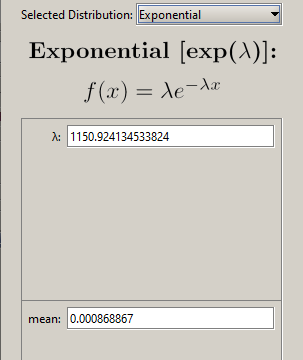 Selected Distribution: Exponential
Exponential [exp(λ)]:
f(x) = λe^{-λx}
λ: 1150.924134533824
mean: 0.000868867